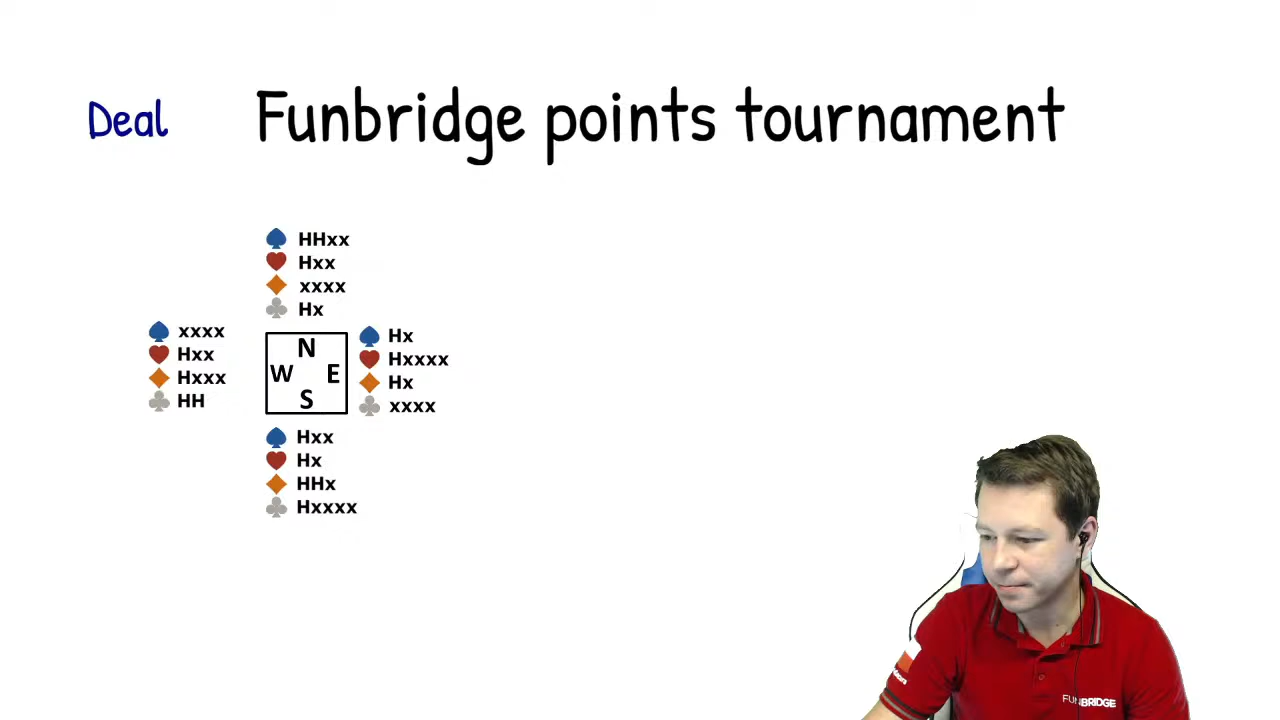 Deal
Funbridge points tournament
HHxx
Hxx
xxxx
Hx
xxxx
Hxx
Hxxx
HH
N
W E
S
Hx
Hxxxx
Hx
xxxx
Hxx
Hx
HHx
Hxxxx
FUNBRIDGE